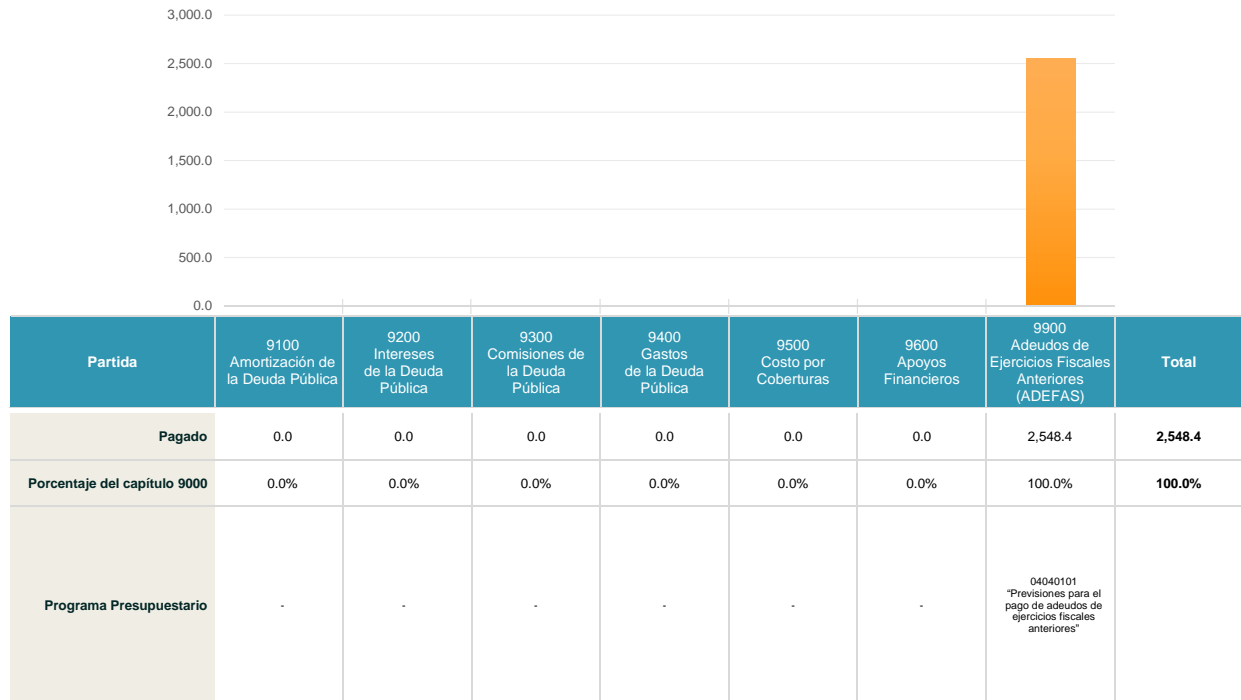 3,000.0
2,500.0
2,000.0
1,500.0
1,000.0
500.0
0.0
Partida
9100
Amortización de
la Deuda Pública
9200
Intereses
de la Deuda
Pública
9300
Comisiones de
la Deuda
Pública
9400
Gastos
de la Deuda
Pública
9500
Costo por
Coberturas
9600
Apoyos
Financieros
9900
Adeudos de
Ejercicios Fiscales
Anteriores
(ADEFAS)
Total
Pagado
0.0
0.0
0.0
0.0
0.0
0.0
2,548.4
2,548.4
Porcentaje del capítulo 9000
0.0%
0.0%
0.0%
0.0%
0.0%
0.0%
100.0%
100.0%
Programa Presupuestario
-
-
-
-
-
-
04040101
“Previsiones para el
pago de adeudos de
ejercicios fiscales
anteriores”